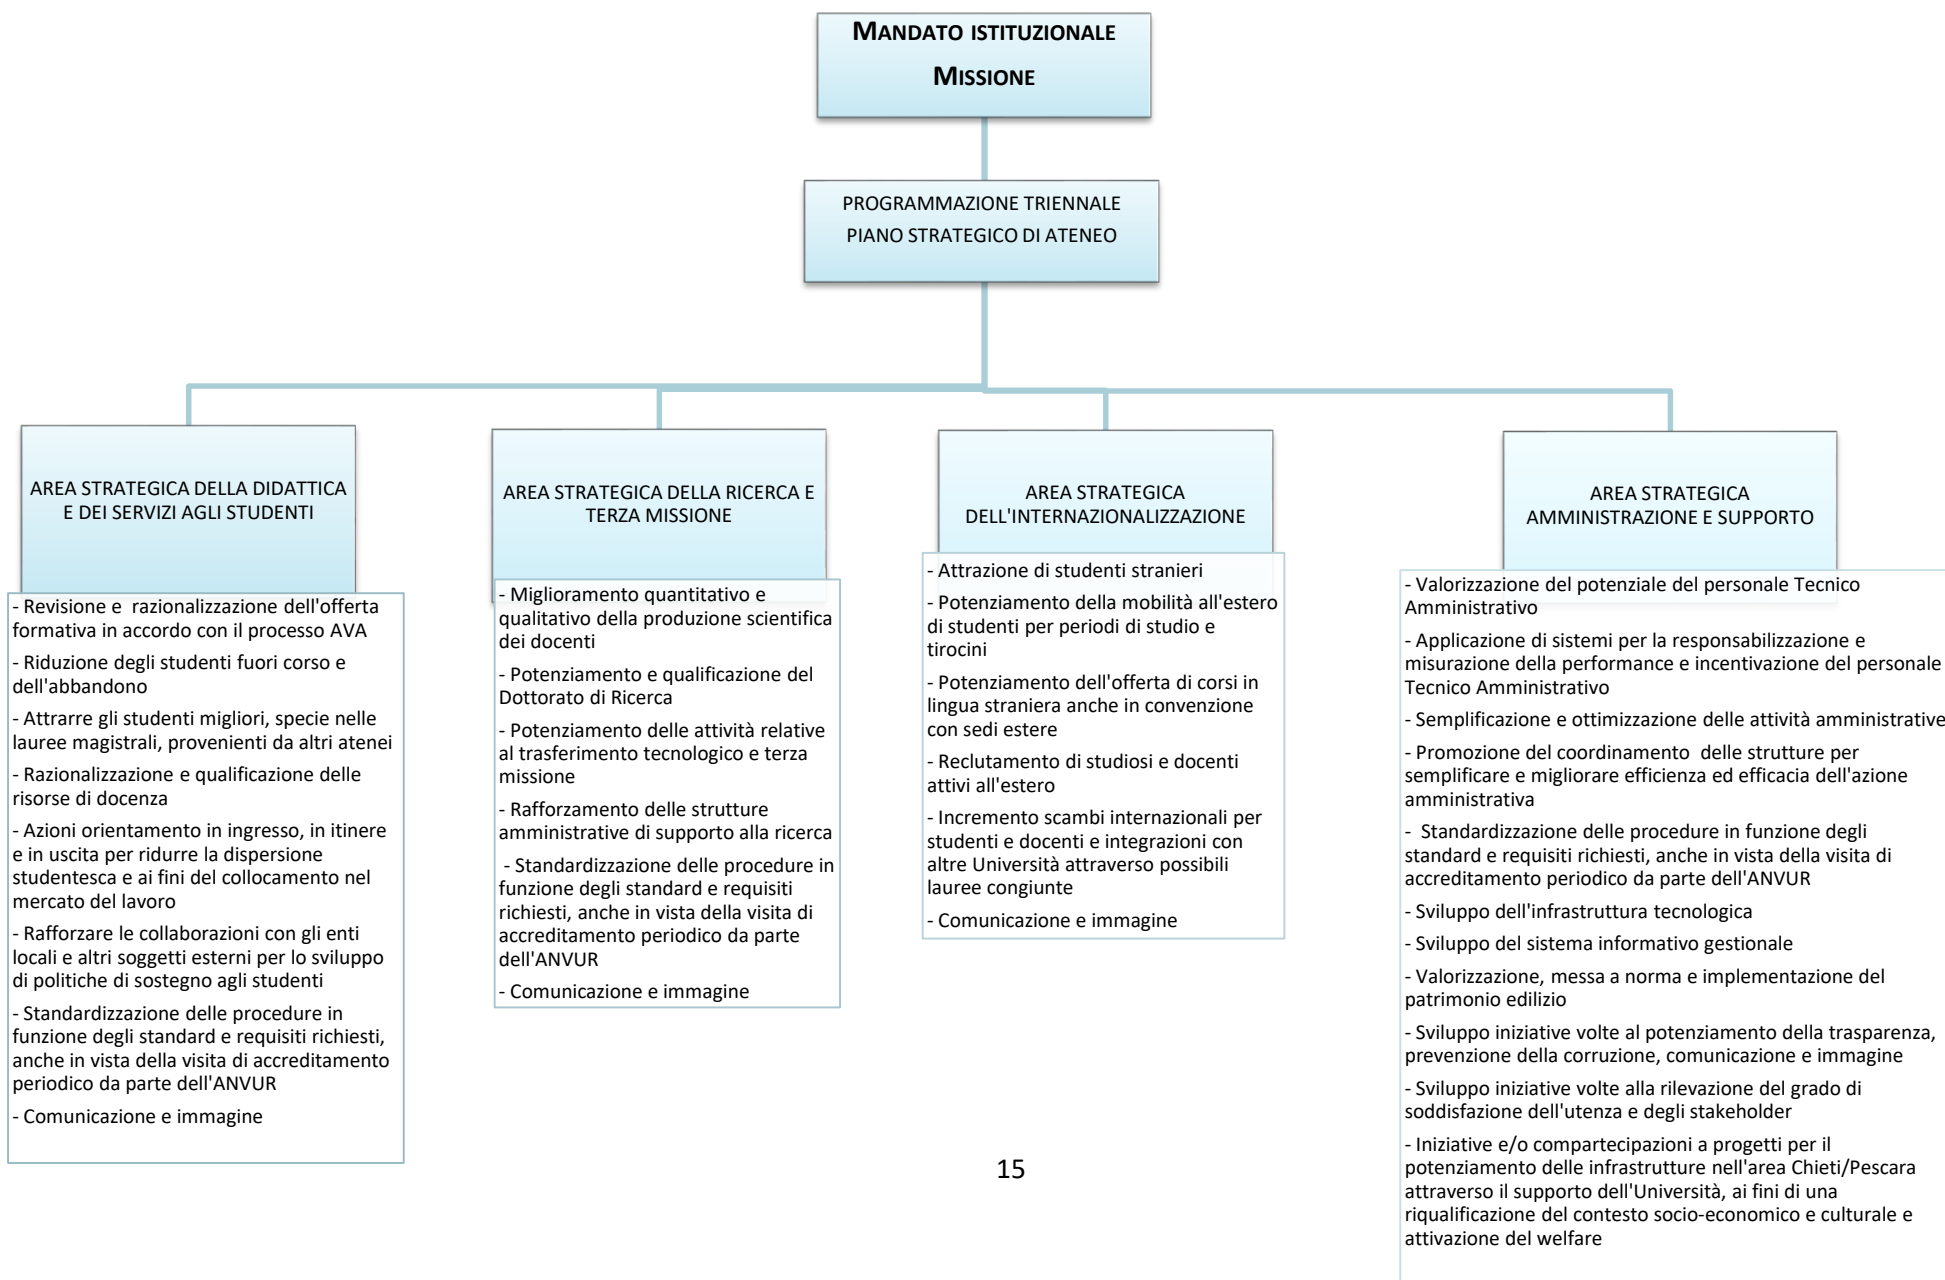 MANDATO ISTITUZIONALE
MISSIONE
PROGRAMMAZIONE TRIENNALE
PIANO STRATEGICO DI ATENEO
AREA STRATEGICA DELLA DIDATTICA
E DEI SERVIZI AGLI STUDENTI
- Revisione e  razionalizzazione dell'offerta
formativa in accordo con il processo AVA
- Riduzione degli studenti fuori corso e
dell'abbandono
- Attrarre gli studenti migliori, specie nelle
lauree magistrali, provenienti da altri atenei
- Razionalizzazione e qualificazione delle
risorse di docenza
- Azioni orientamento in ingresso, in itinere
e in uscita per ridurre la dispersione
studentesca e ai fini del collocamento nel
mercato del lavoro
- Rafforzare le collaborazioni con gli enti
locali e altri soggetti esterni per lo sviluppo
di politiche di sostegno agli studenti
- Standardizzazione delle procedure in
funzione degli standard e requisiti richiesti,
anche in vista della visita di accreditamento
periodico da parte dell'ANVUR
- Comunicazione e immagine
AREA STRATEGICA DELLA RICERCA E
TERZA MISSIONE
- Miglioramento quantitativo e
qualitativo della produzione scientifica
dei docenti
- Potenziamento e qualificazione del
Dottorato di Ricerca
- Potenziamento delle attività relative
al trasferimento tecnologico e terza
missione
- Rafforzamento delle strutture
amministrative di supporto alla ricerca
- Standardizzazione delle procedure in
funzione degli standard e requisiti
richiesti, anche in vista della visita di
accreditamento periodico da parte
dell'ANVUR
- Comunicazione e immagine
AREA STRATEGICA
DELL'INTERNAZIONALIZZAZIONE
- Attrazione di studenti stranieri
- Potenziamento della mobilità all'estero
di studenti per periodi di studio e
tirocini
- Potenziamento dell'offerta di corsi in
lingua straniera anche in convenzione
con sedi estere
- Reclutamento di studiosi e docenti
attivi all'estero
- Incremento scambi internazionali per
studenti e docenti e integrazioni con
altre Università attraverso possibili
lauree congiunte
- Comunicazione e immagine
AREA STRATEGICA
AMMINISTRAZIONE E SUPPORTO
- Valorizzazione del potenziale del personale Tecnico
Amministrativo
- Applicazione di sistemi per la responsabilizzazione e
misurazione della performance e incentivazione del personale
Tecnico Amministrativo
- Semplificazione e ottimizzazione delle attività amministrative
- Promozione del coordinamento  delle strutture per
semplificare e migliorare efficienza ed efficacia dell'azione
amministrativa
-  Standardizzazione delle procedure in funzione degli
standard e requisiti richiesti, anche in vista della visita di
accreditamento periodico da parte dell'ANVUR
- Sviluppo dell'infrastruttura tecnologica
- Sviluppo del sistema informativo gestionale
- Valorizzazione, messa a norma e implementazione del
patrimonio edilizio
- Sviluppo iniziative volte al potenziamento della trasparenza,
prevenzione della corruzione, comunicazione e immagine
- Sviluppo iniziative volte alla rilevazione del grado di
soddisfazione dell'utenza e degli stakeholder
- Iniziative e/o compartecipazioni a progetti per il
potenziamento delle infrastrutture nell'area Chieti/Pescara
attraverso il supporto dell'Università, ai fini di una
riqualificazione del contesto socio-economico e culturale e
attivazione del welfare
15